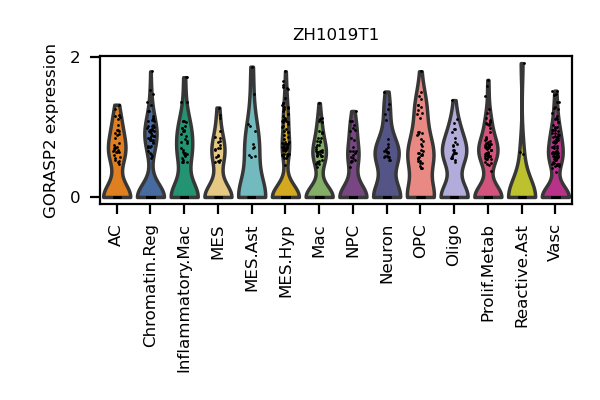 ZH1019T1
GORASP2 expression
2
0
AC
Chromatin.Reg
Inflammatory.Mac
MES
MES.Ast
MES.Hyp
Mac
NPC
Neuron
OPC
Oligo
Prolif.Metab
Reactive.Ast
Vasc